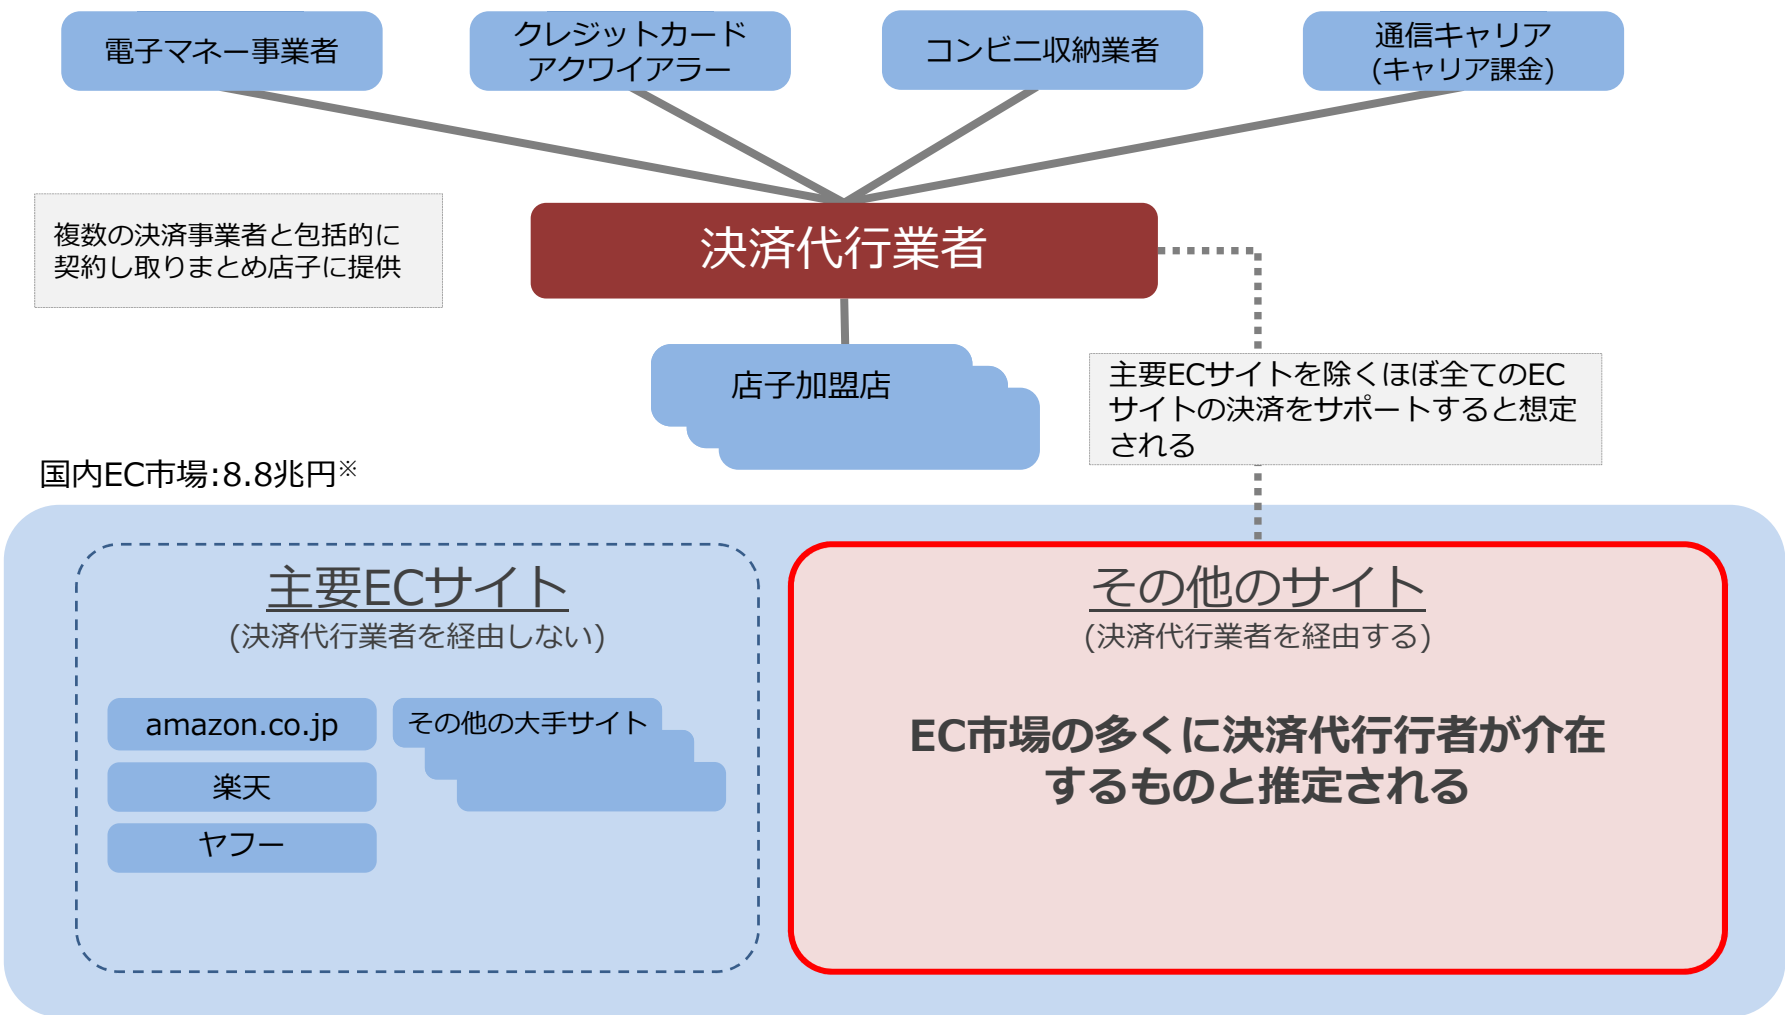 電子マネー事業者
クレジットカード
アクワイアラー
コンビニ収納業者
通信キャリア
(キャリア課金)
複数の決済事業者と包括的に
契約し取りまとめ店子に提供
決済代行業者
店子加盟店
主要ECサイトを除くほぼ全てのEC
サイトの決済をサポートすると想定
される
国内EC市場:8.8兆円※
主要ECサイト
(決済代行業者を経由しない)
amazon.co.jp
楽天
ヤフー
その他の大手サイト
その他のサイト
(決済代行業者を経由する)
EC市場の多くに決済代行行者が介在
するものと推定される